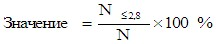 Значение = N ≤2,8 / N ×100 %